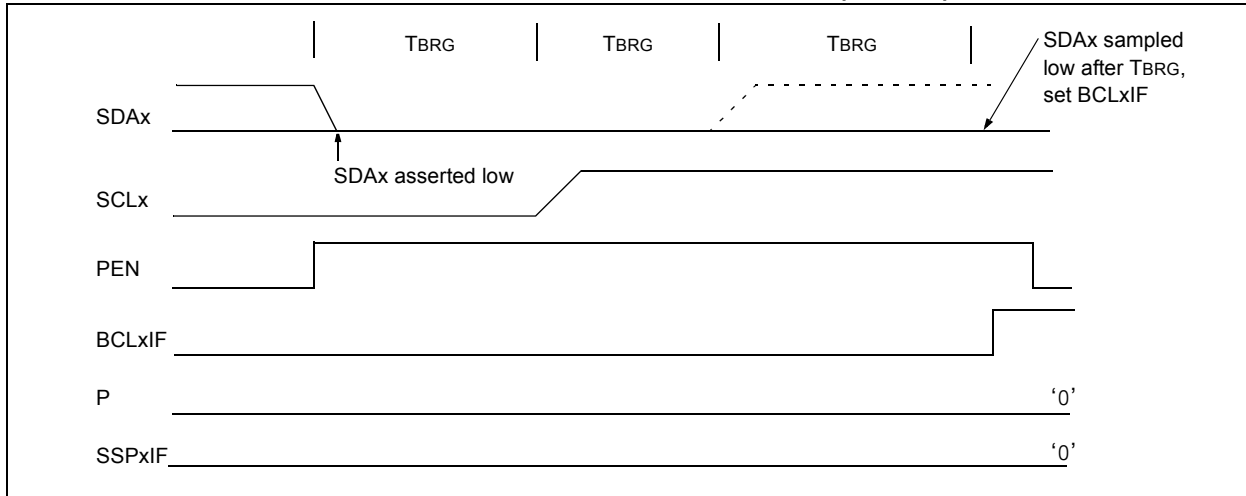 TBRG TBRG TBRG
SDAx sampled
low after TBRG,
set BCLxIF
SDAx
SDAx asserted low
SCLx
PEN
BCLxIF
P ‘0’
SSPxIF ‘0’